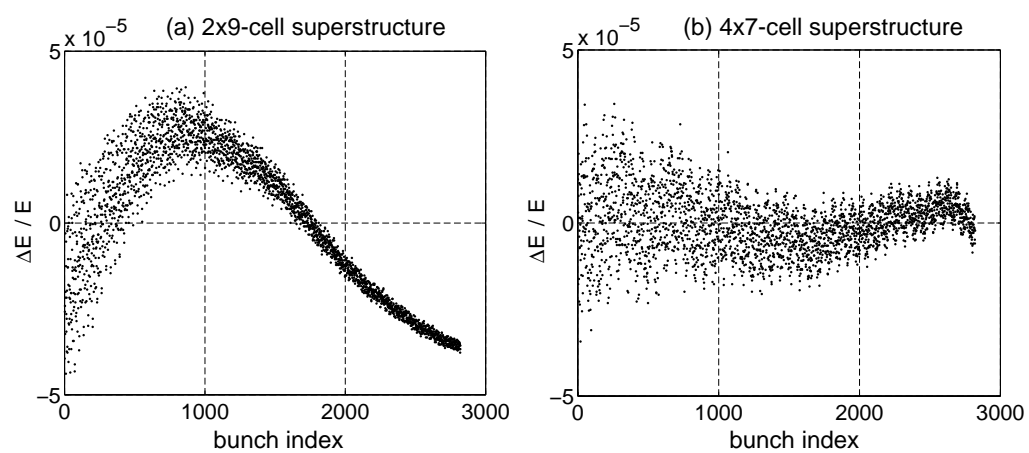 (a) 2x9-cell superstructure
x 10⁻⁵
5
0
−5
ΔE / E
0 1000 2000 3000
bunch index
(b) 4x7-cell superstructure
x 10⁻⁵
5
0
−5
ΔE / E
0 1000 2000 3000
bunch index